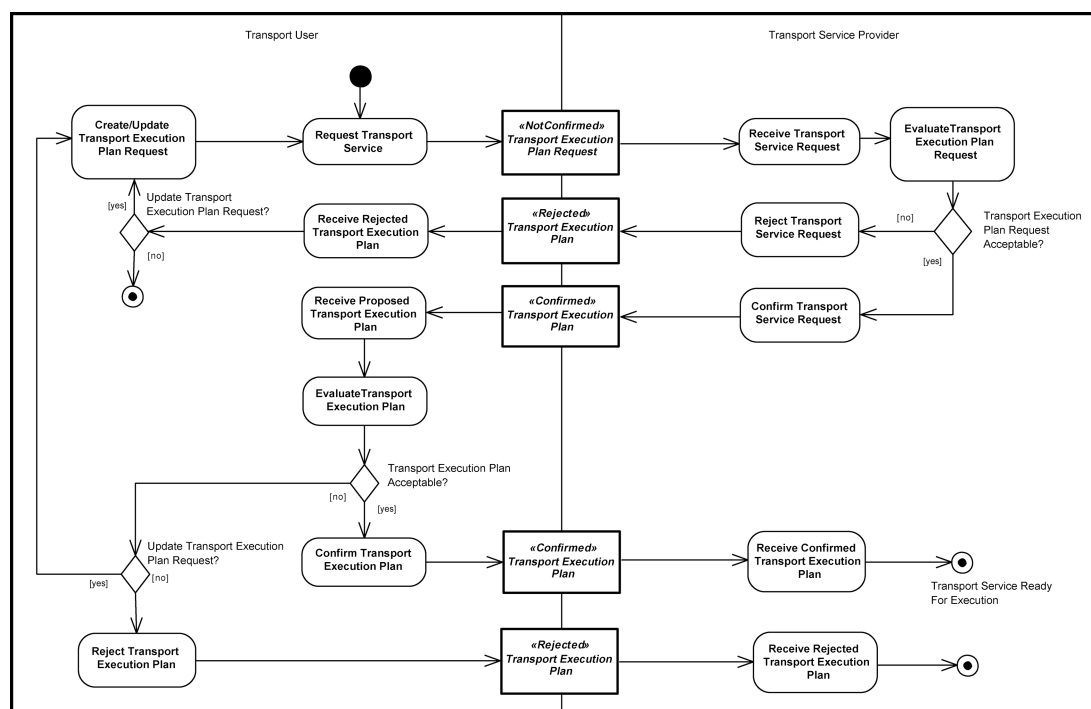 Transport User
Transport Service Provider
Create/Update
Transport Execution
Plan Request
Request Transport
Service
«NotConfirmed»
Transport Execution
Plan Request
Receive Transport
Service Request
EvaluateTransport
Execution Plan
Request
Update Transport
Execution Plan Request?
[yes]
[no]
Receive Rejected
Transport Execution
Plan
«Rejected»
Transport Execution
Plan
Reject Transport
Service Request
[no]
[yes]
Transport Execution
Plan Request
Acceptable?
Receive Proposed
Transport Execution
Plan
«Confirmed»
Transport Execution
Plan
Confirm Transport
Service Request
EvaluateTransport
Execution Plan
Transport Execution Plan
Acceptable?
[no]
[yes]
Update Transport Execution
Plan Request?
[yes]
[no]
Confirm Transport
Execution Plan
«Confirmed»
Transport Execution
Plan
Receive Confirmed
Transport Execution
Plan
Transport Service Ready
For Execution
Reject Transport
Execution Plan
«Rejected»
Transport Execution
Plan
Receive Rejected
Transport Execution
Plan